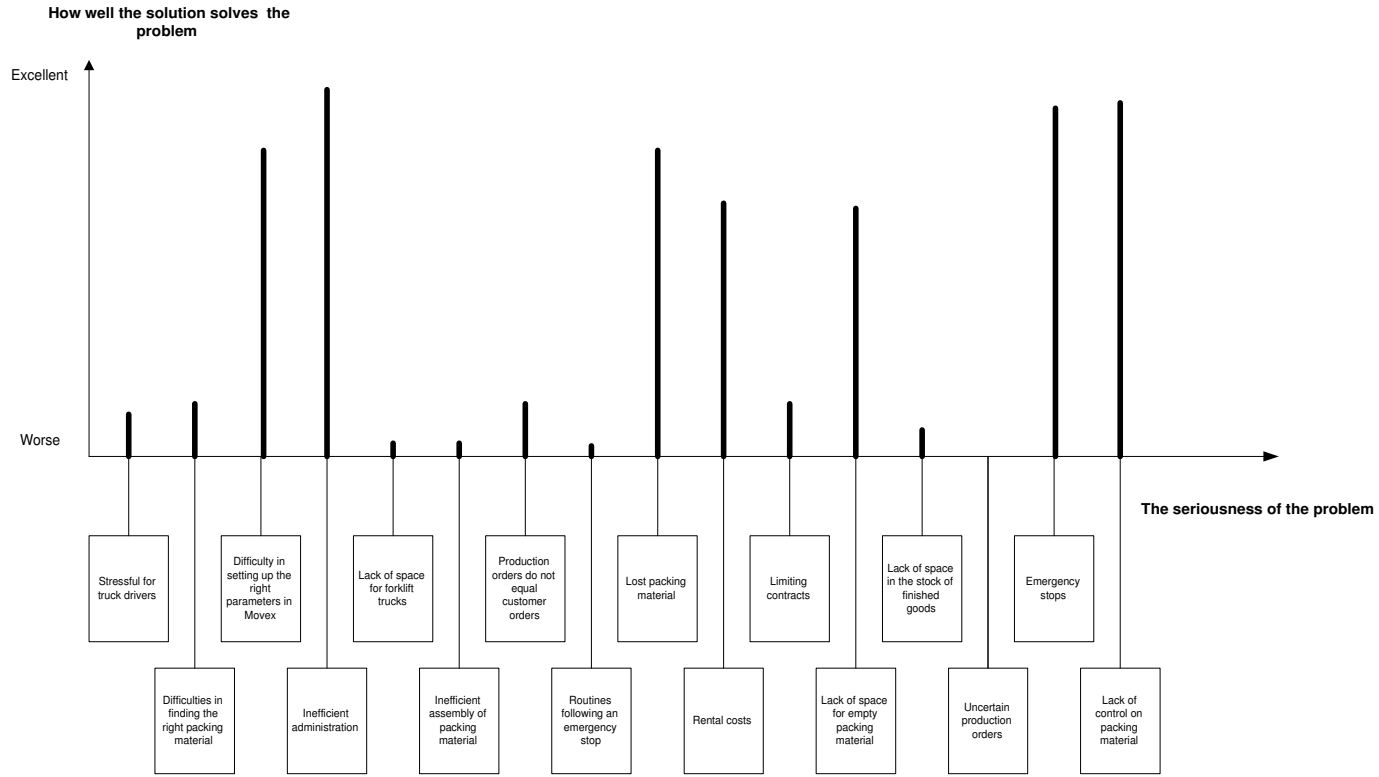 How well the solution solves the
problem
Excellent
Worse
The seriousness of the problem
Stressful for
truck drivers
Difficulty in
setting up the
right
parameters in
Movex
Lack of space
for forklift
trucks
Production
orders do not
equal
customer
orders
Lost packing
material
Limiting
contracts
Lack of space
in the stock of
finished
goods
Emergency
stops
Difficulties in
finding the
right packing
material
Inefficient
administration
Inefficient
assembly of
packing
material
Routines
following an
emergency
stop
Rental costs
Lack of space
for empty
packing
material
Uncertain
production
orders
Lack of
control on
packing
material